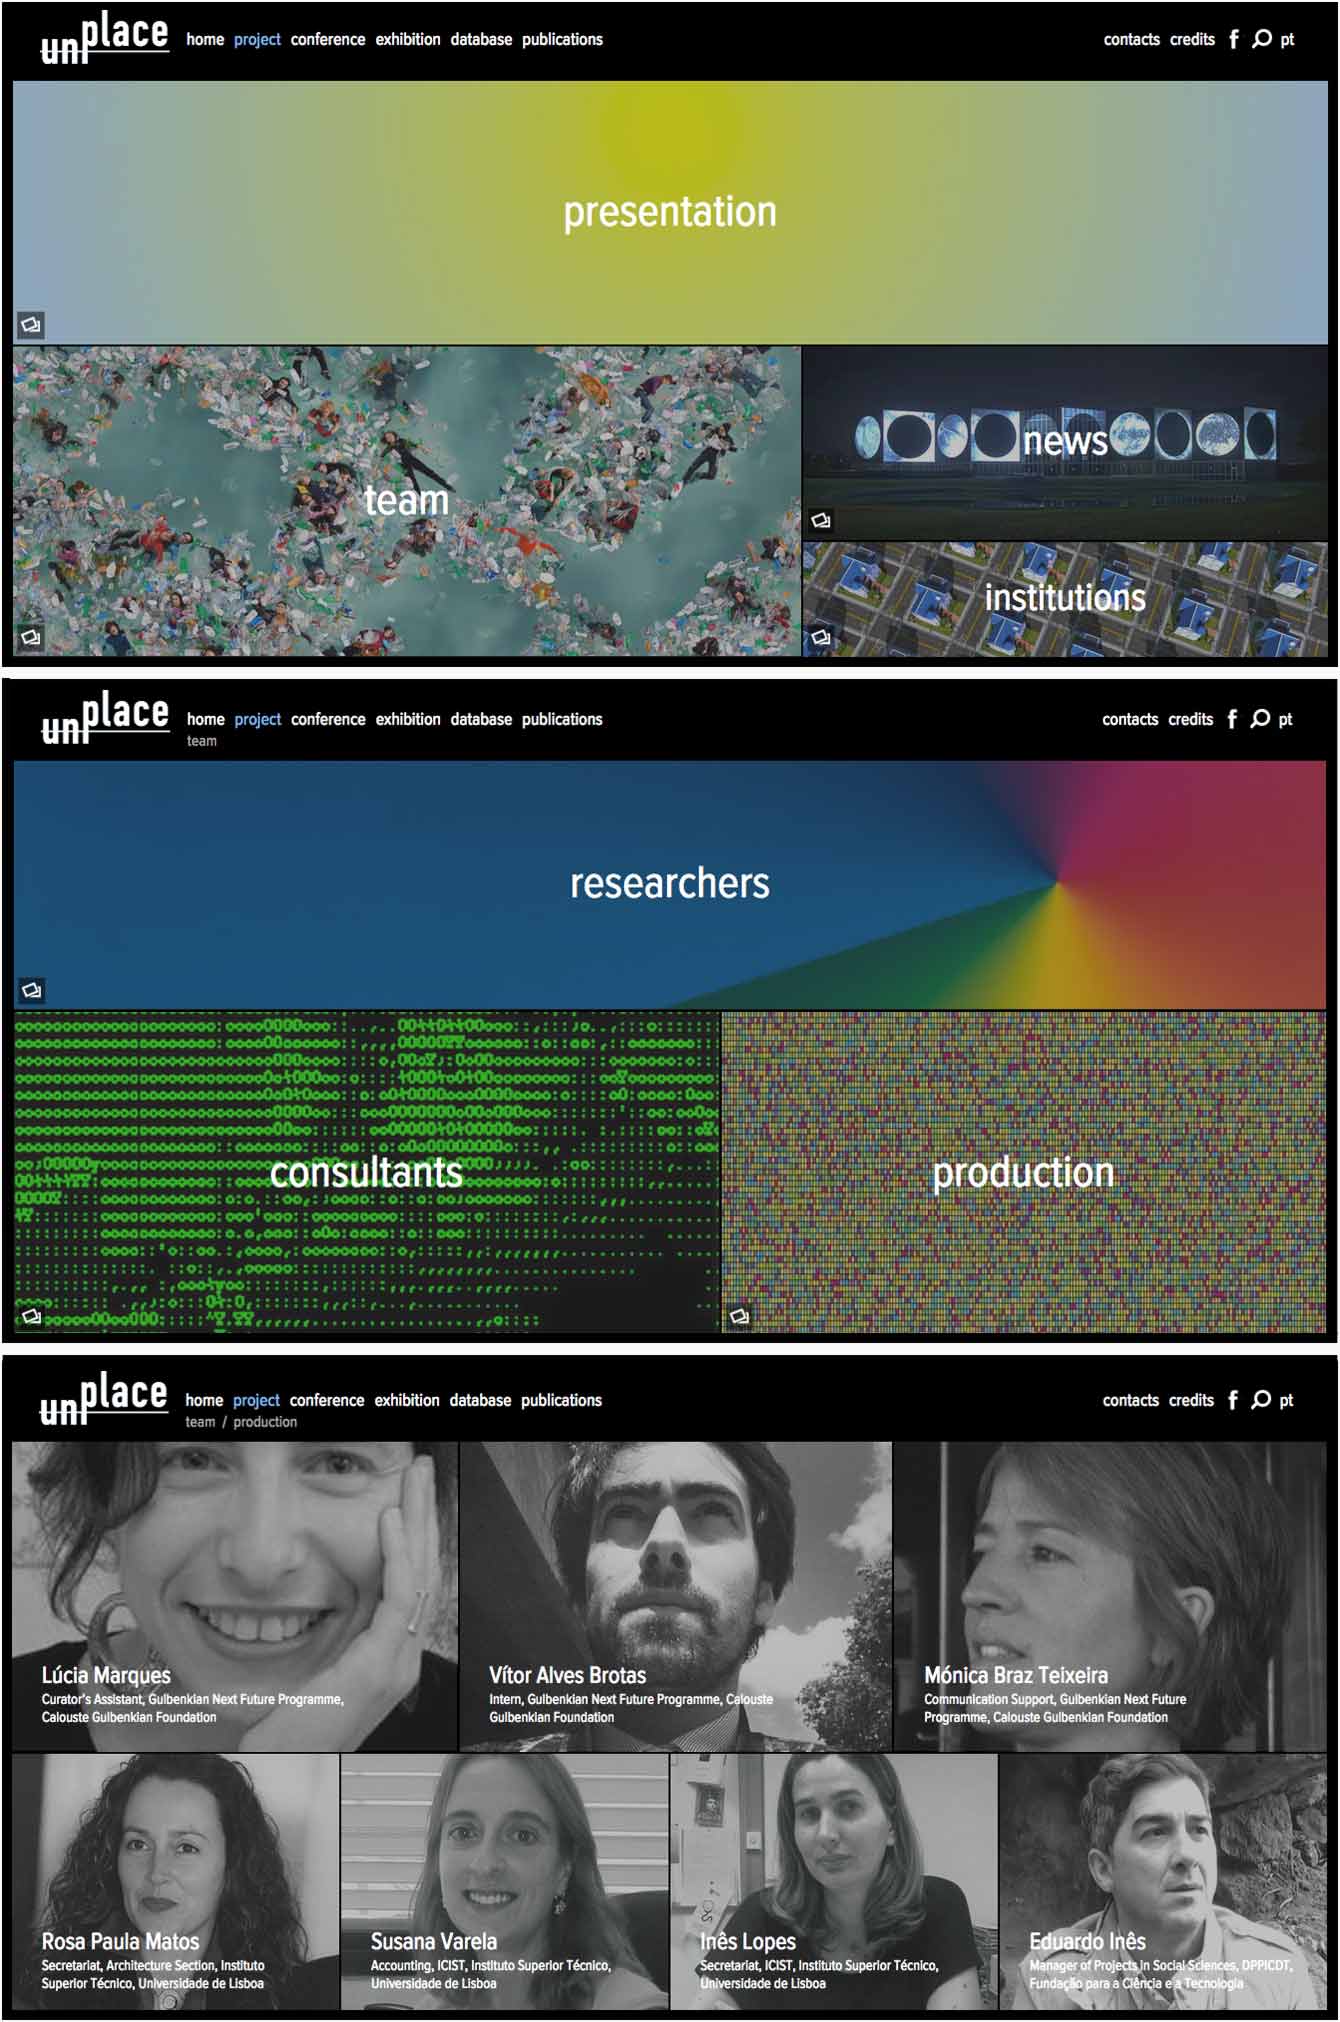 unplace
home project conference exhibition database publications
contacts credits f pt
presentation
team
news
institutions
unplace
home project conference exhibition database publications
team
contacts credits f pt
researchers
consultants
production
unplace
home project conference exhibition database publications
team / production
contacts credits f pt
Lúcia Marques
Curator's Assistant, Gulbenkian Next Future Programme,
Calouste Gulbenkian Foundation
Vítor Alves Brotas
Intern, Gulbenkian Next Future Programme, Calouste
Gulbenkian Foundation
Mónica Braz Teixeira
Communication Support, Gulbenkian Next Future
Programme, Calouste Gulbenkian Foundation
Rosa Paula Matos
Secretariat, Architecture Section, Instituto
Superior Técnico, Universidade de Lisboa
Susana Varela
Accounting, ICIST, Instituto Superior Técnico,
Universidade de Lisboa
Inês Lopes
Secretariat, ICIST, Instituto Superior Técnico,
Universidade de Lisboa
Eduardo Inês
Manager of Projects in Social Sciences, DPPICDT,
Fundação para a Ciência e a Tecnologia